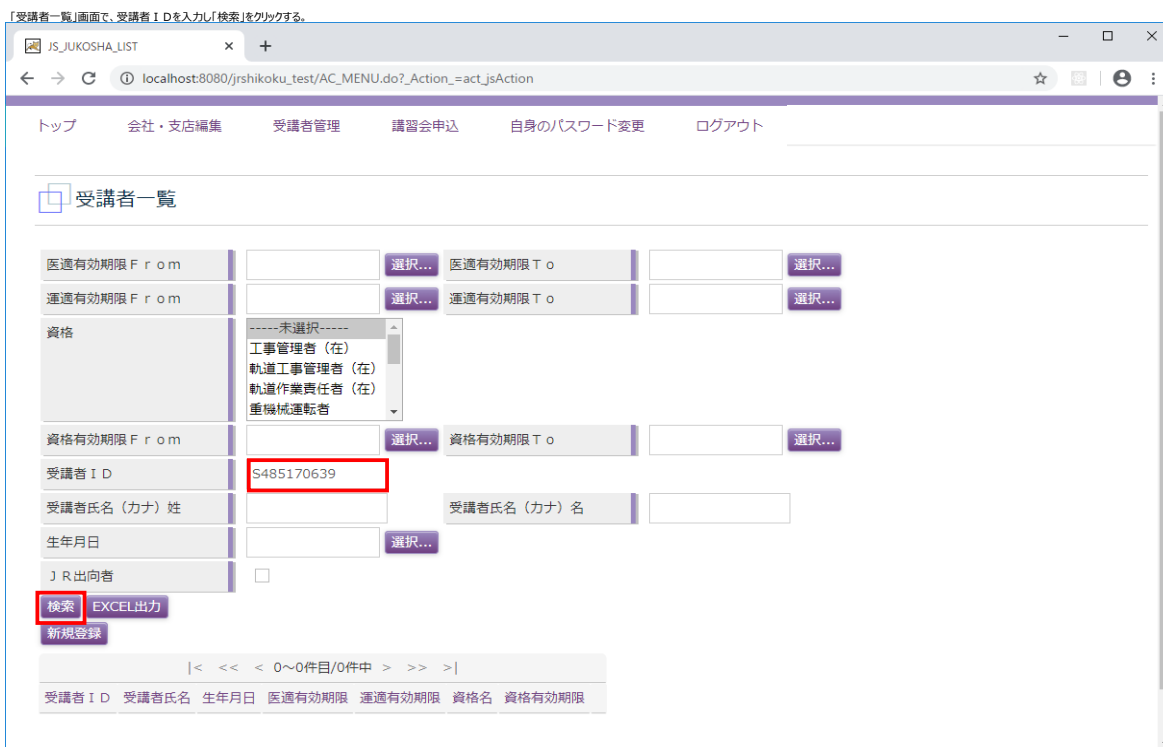 「受講者一覧」画面で、受講者ＩＤを入力し「検索」をクリックする。
JS_JUKOSHA_LIST
localhost:8080/jrshikoku_test/AC_MENU.do?_Action_=act_jsAction
トップ 会社・支店編集 受講者管理 講習会申込 自身のパスワード変更 ログアウト
受講者一覧
医適有効期限Ｆｒｏｍ 選択... 医適有効期限Ｔｏ 選択...
運適有効期限Ｆｒｏｍ 選択... 運適有効期限Ｔｏ 選択...
資格 -----未選択-----
工事管理者（在）
軌道工事管理者（在）
軌道作業責任者（在）
重機械運転者
資格有効期限Ｆｒｏｍ 選択... 資格有効期限Ｔｏ 選択...
受講者ＩＤ S485170639
受講者氏名（カナ）姓 受講者氏名（カナ）名
生年月日 選択...
ＪＲ出向者
検索 EXCEL出力
新規登録
|< << < 0～0件目/0件中 > >> >|
受講者ＩＤ 受講者氏名 生年月日 医適有効期限 運適有効期限 資格名 資格有効期限